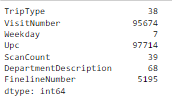 TripType 38
VisitNumber 95674
Weekday 7
Upc 97714
ScanCount 39
DepartmentDescription 68
FinelineNumber 5195
dtype: int64